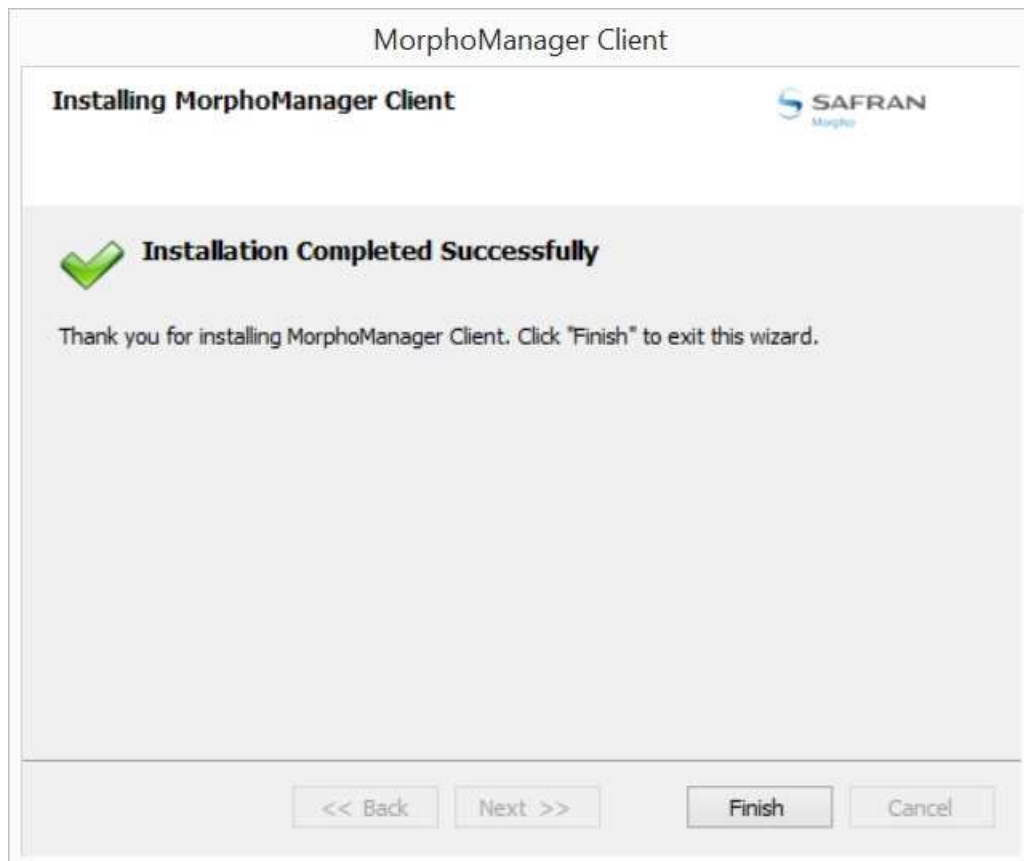 MorphoManager Client
Installing MorphoManager Client
SAFRAN
Morpho
Installation Completed Successfully
Thank you for installing MorphoManager Client. Click "Finish" to exit this wizard.
<< Back
Next >>
Finish
Cancel